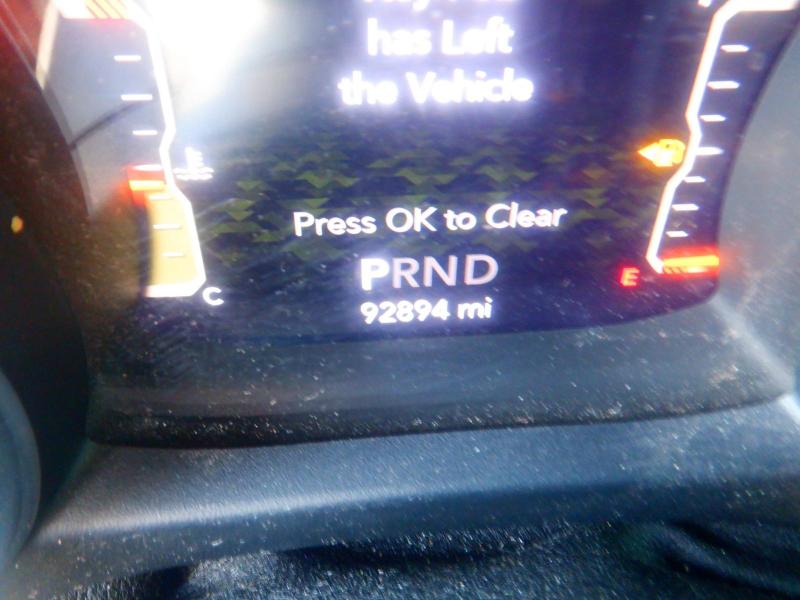 has Left
the Vehicle
Press OK to Clear
PRND
92894 mi
C
E